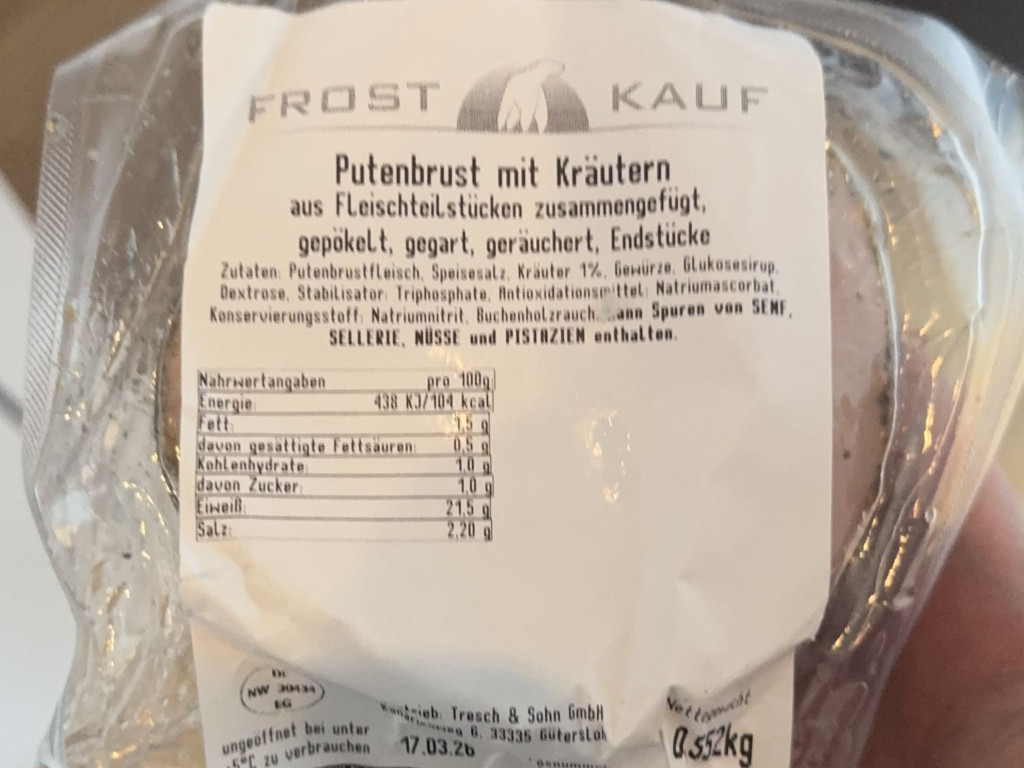 FROST KAUF
Putenbrust mit Kräutern
aus Fleischteilstücken zusammengefügt,
gepökelt, gegart, geräuchert, Endstücke
Zutaten: Putenbrustfleisch, Speisesalz, Kräuter 1%, Gewürze, Glukosesirup,
Dextrose, Stabilisator: Triphosphate, Antioxidationsmittel: Natriumascorbat,
Konservierungsstoff: Natriumnitrit, Buchenholzrauch. ann Spuren von SENF,
SELLERIE, NÜSSE und PISTAZIEN enthalten.
Nährwertangaben pro 100g
Energie: 438 KJ/104 kcal
Fett: 1,5 g
davon gesättigte Fettsäuren: 0,5 g
Kohlenhydrate: 1,0 g
davon Zucker: 1,0 g
Eiweiß: 21,5 g
Salz: 2,20 g
DE
NW 30434
EG
ungeöffnet bei unter
5°C zu verbrauchen
Tresch & Sohn GmbH
6, 33335 Gütersloh
17.03.26
Nettogewicht
0.552kg